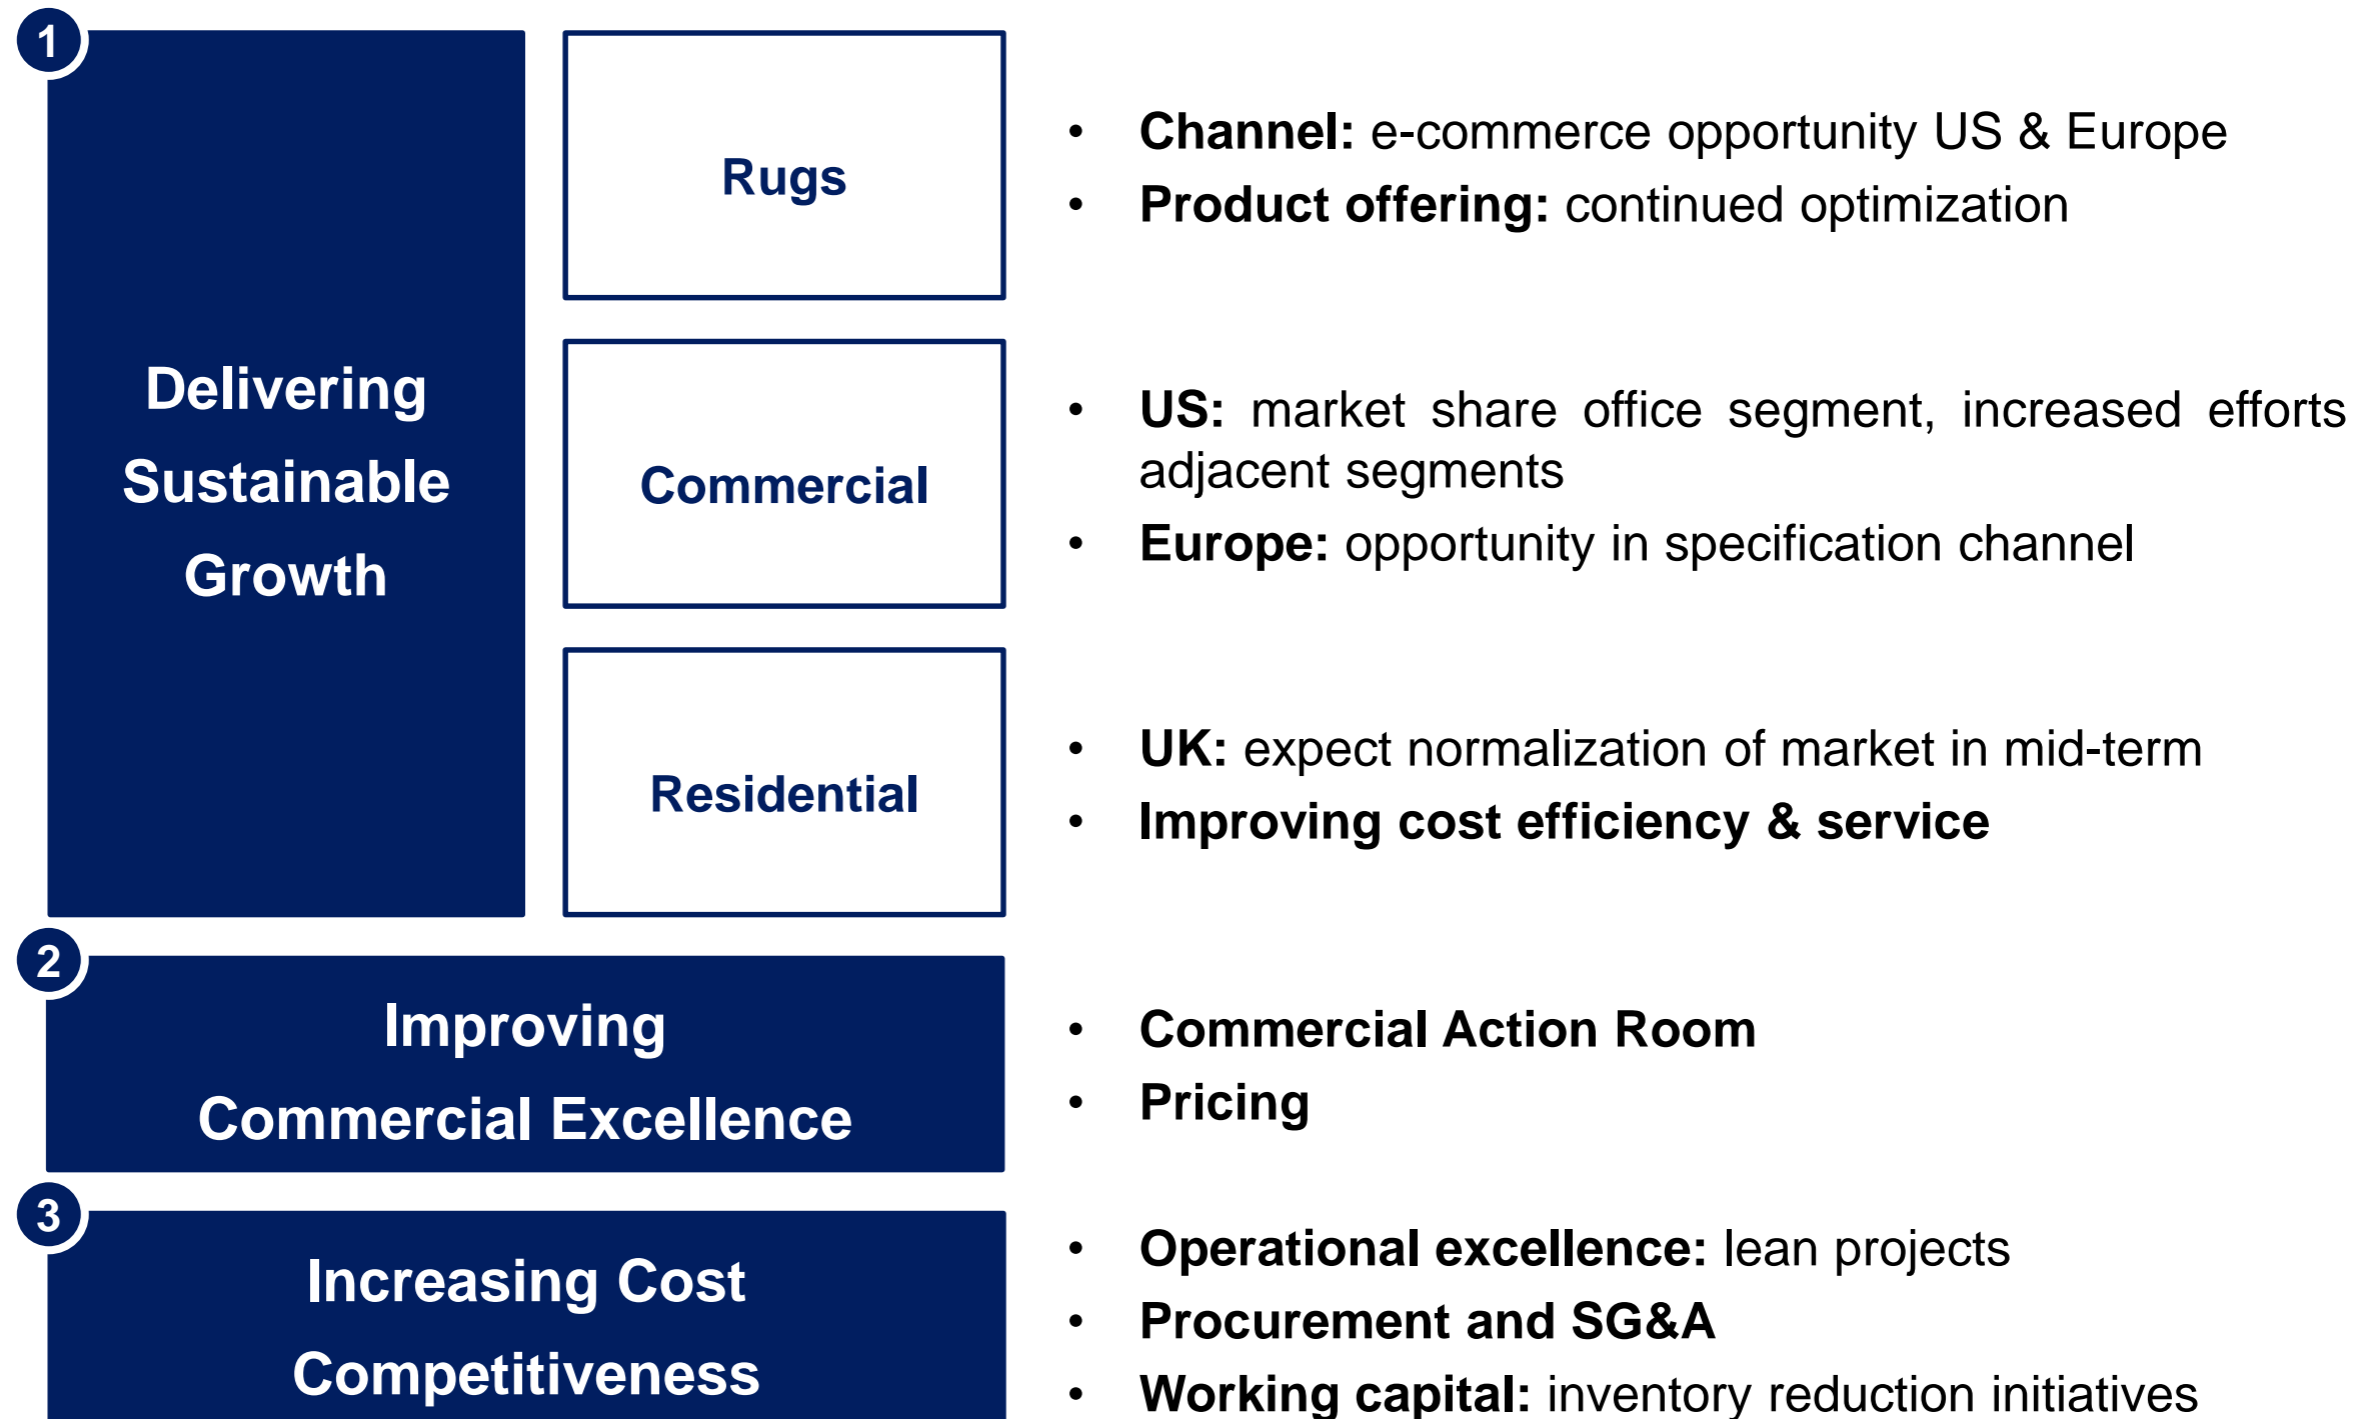 1
Delivering
Sustainable
Growth
Rugs
• Channel: e-commerce opportunity US & Europe
• Product offering: continued optimization
Commercial
• US: market share office segment, increased efforts
adjacent segments
• Europe: opportunity in specification channel
Residential
• UK: expect normalization of market in mid-term
• Improving cost efficiency & service
2
Improving
Commercial Excellence
• Commercial Action Room
• Pricing
3
Increasing Cost
Competitiveness
• Operational excellence: lean projects
• Procurement and SG&A
• Working capital: inventory reduction initiatives